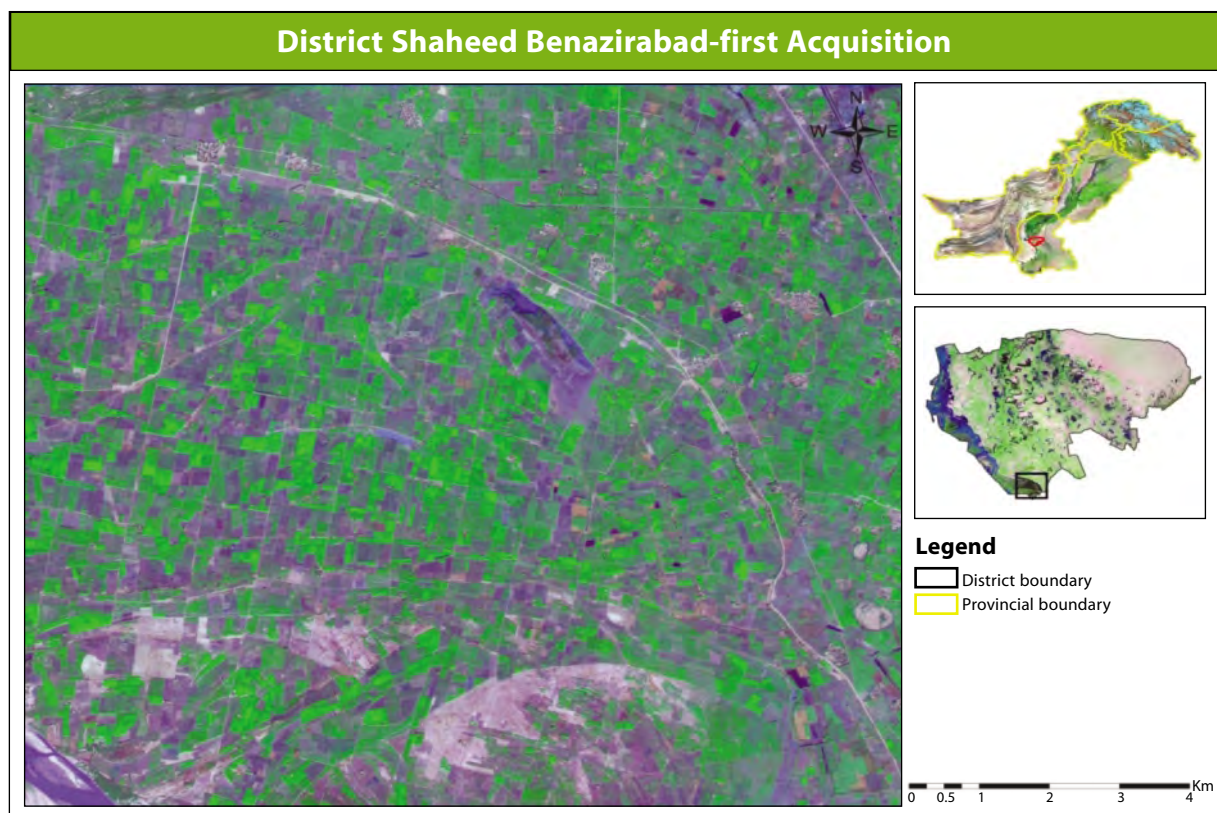 District Shaheed Benazirabad-first Acquisition
N
W E
S
Legend
District boundary
Provincial boundary
Km
0 0.5 1 2 3 4